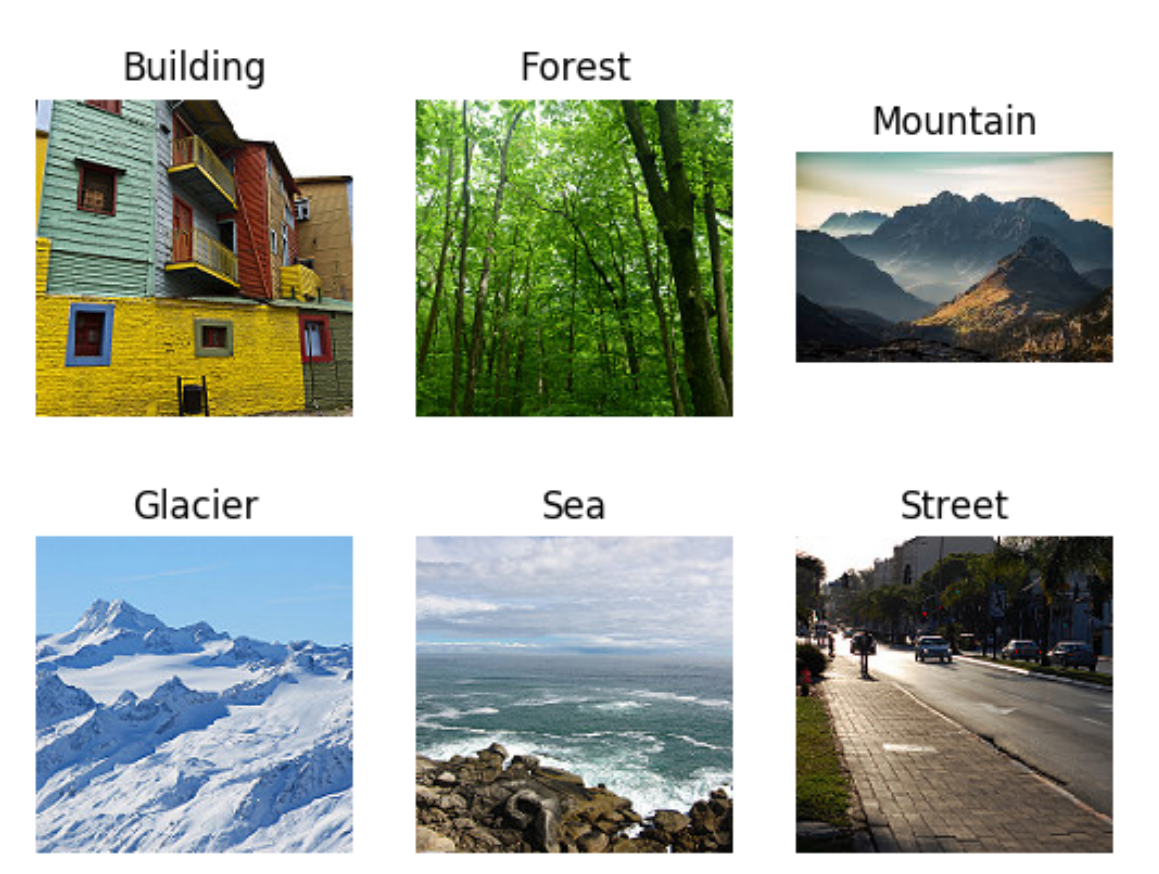 Building
Forest
Mountain
Glacier
Sea
Street